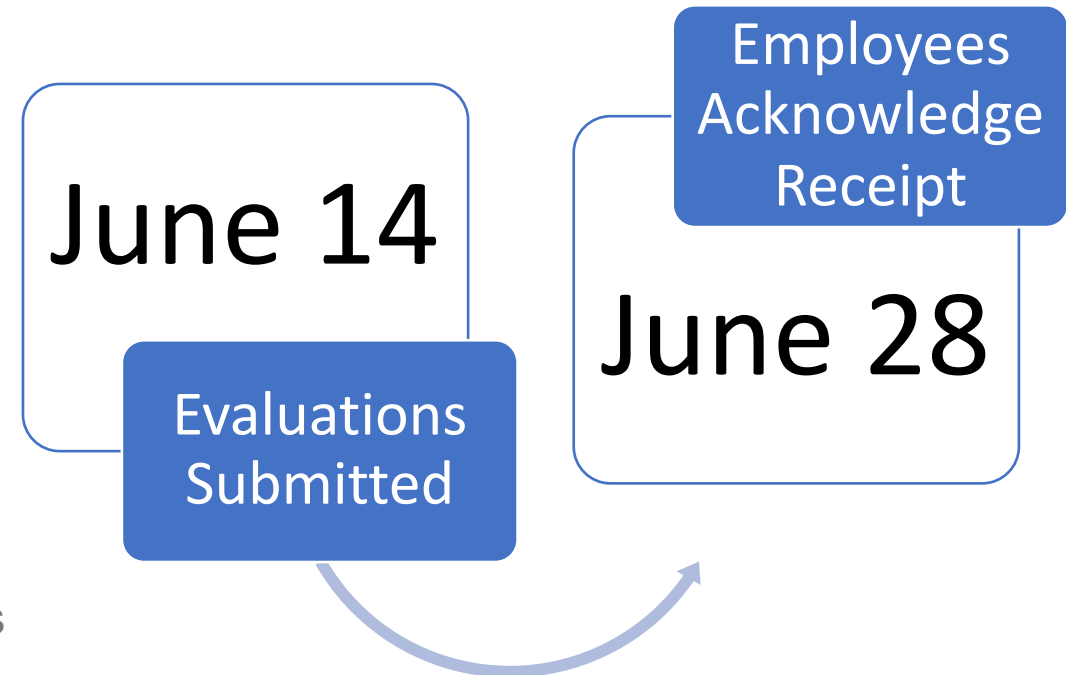 June 14
Evaluations
Submitted
Employees
Acknowledge
Receipt
June 28